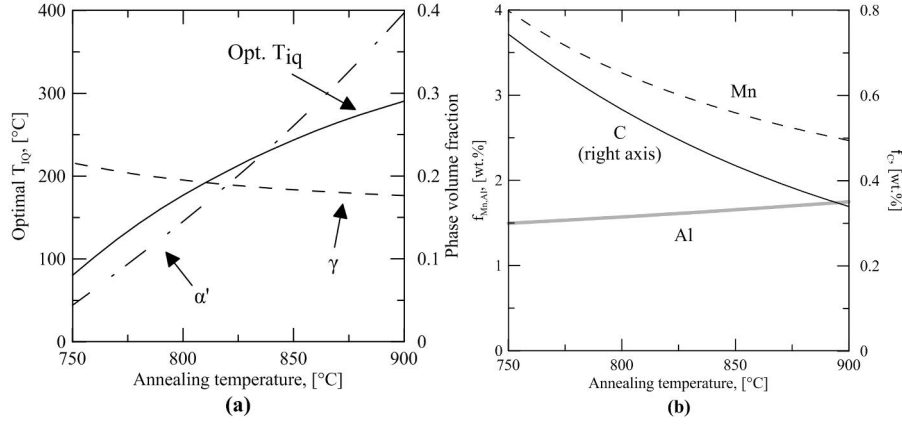 400
300
200
100
0
Optimal T_IQ, [°C]
Opt. T_iq
α'
γ
0.4
0.3
0.2
0.1
0
Phase volume fraction
750 800 850 900
Annealing temperature, [°C]
(a)
4
3
2
1
0
f_Mn,Al, [wt.%]
Mn
C
(right axis)
Al
0.8
0.6
0.4
0.2
0
f_C, [wt.%]
750 800 850 900
Annealing temperature, [°C]
(b)